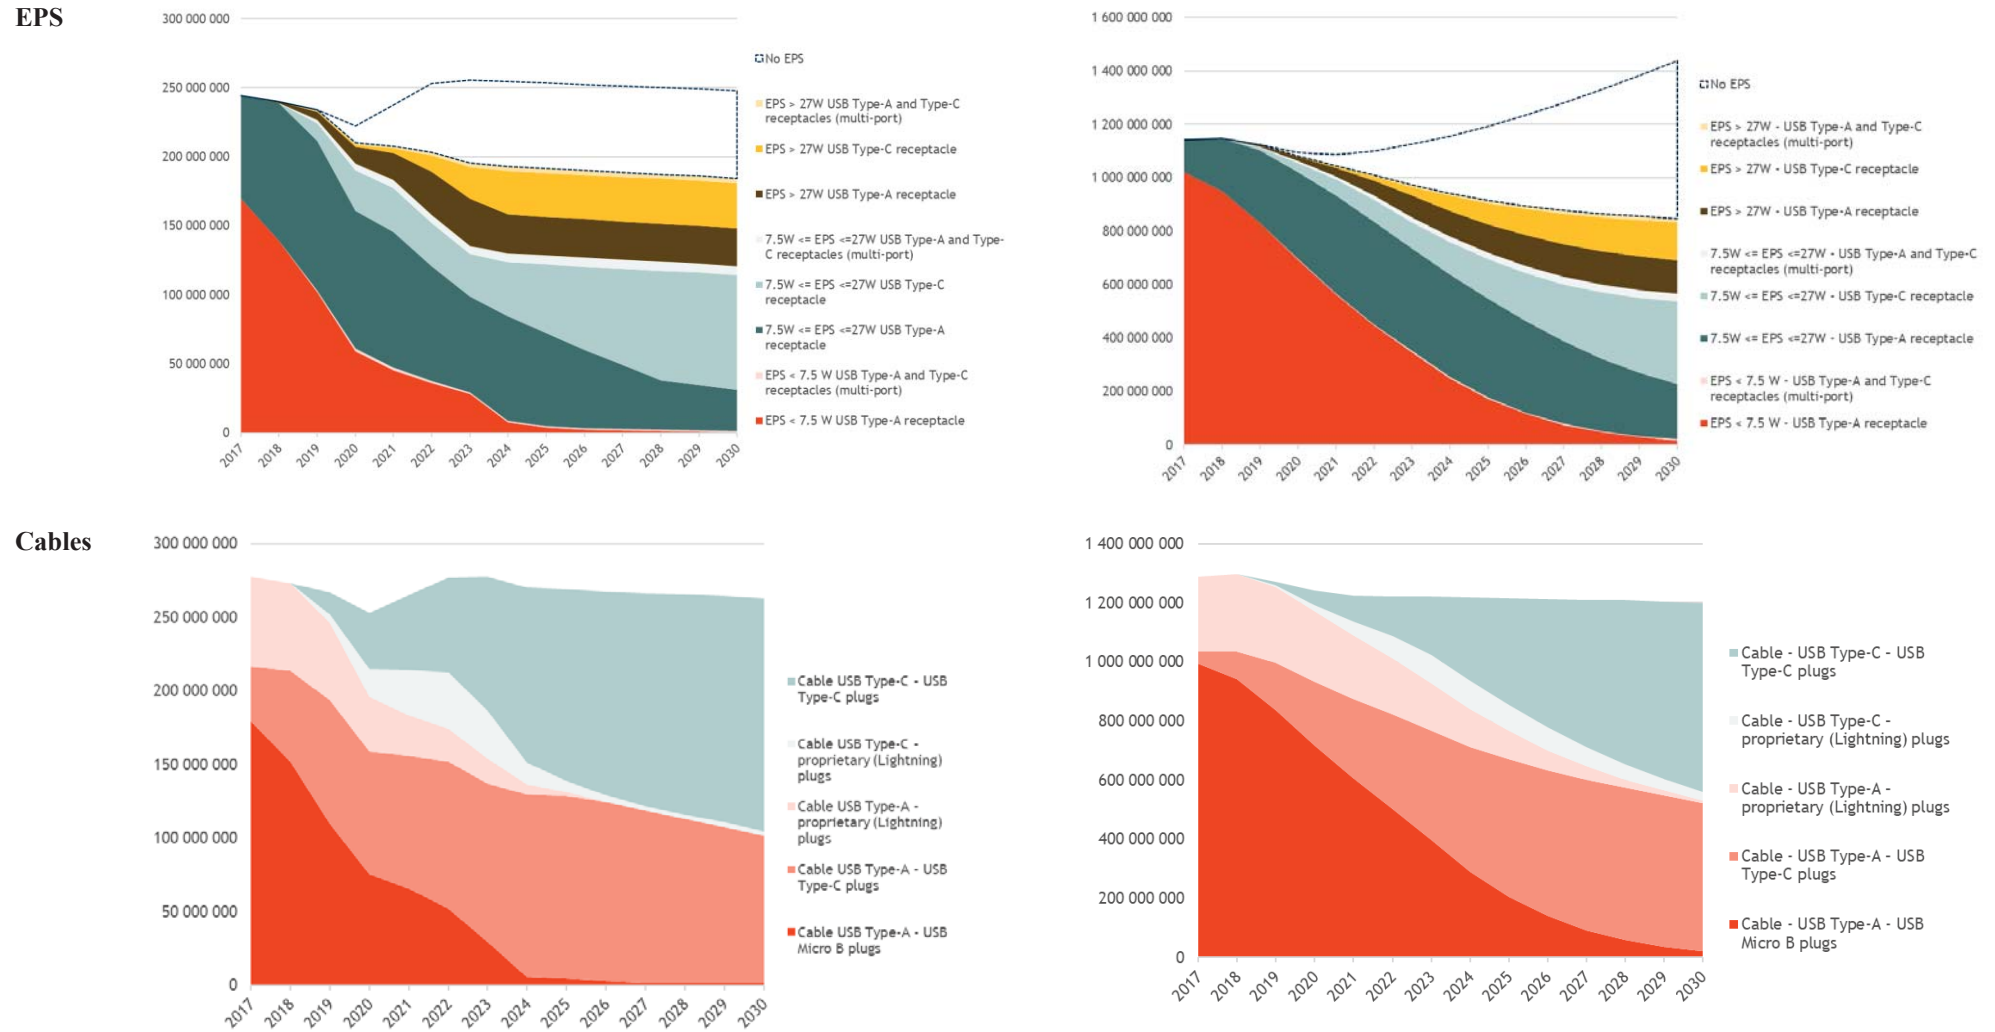 EPS
300 000 000
250 000 000
200 000 000
150 000 000
100 000 000
50 000 000
0
2017
2018
2019
2020
2021
2022
2023
2024
2025
2026
2027
2028
2029
2030
No EPS
EPS > 27W USB Type-A and Type-C
receptacles (multi-port)
EPS > 27W USB Type-C receptacle
EPS > 27W USB Type-A receptacle
7.5W <= EPS <=27W USB Type-A and Type-
C receptacles (multi-port)
7.5W <= EPS <=27W USB Type-C
receptacle
7.5W <= EPS <=27W USB Type-A
receptacle
EPS < 7.5 W USB Type-A and Type-C
receptacles (multi-port)
EPS < 7.5 W USB Type-A receptacle
1 600 000 000
1 400 000 000
1 200 000 000
1 000 000 000
800 000 000
600 000 000
400 000 000
200 000 000
0
2017
2018
2019
2020
2021
2022
2023
2024
2025
2026
2027
2028
2029
2030
No EPS
EPS > 27W - USB Type-A and Type-C
receptacles (multi-port)
EPS > 27W - USB Type-C receptacle
EPS > 27W - USB Type-A receptacle
7.5W <= EPS <=27W - USB Type-A and Type-C
receptacles (multi-port)
7.5W <= EPS <=27W - USB Type-C receptacle
7.5W <= EPS <=27W - USB Type-A receptacle
EPS < 7.5 W - USB Type-A and Type-C
receptacles (multi-port)
EPS < 7.5 W - USB Type-A receptacle
Cables
300 000 000
250 000 000
200 000 000
150 000 000
100 000 000
50 000 000
0
2017
2018
2019
2020
2021
2022
2023
2024
2025
2026
2027
2028
2029
2030
Cable USB Type-C - USB
Type-C plugs
Cable USB Type-C -
proprietary (Lightning)
plugs
Cable USB Type-A -
proprietary (Lightning)
plugs
Cable USB Type-A - USB
Type-C plugs
Cable USB Type-A - USB
Micro B plugs
1 400 000 000
1 200 000 000
1 000 000 000
800 000 000
600 000 000
400 000 000
200 000 000
0
2017
2018
2019
2020
2021
2022
2023
2024
2025
2026
2027
2028
2029
2030
Cable - USB Type-C - USB
Type-C plugs
Cable - USB Type-C -
proprietary (Lightning) plugs
Cable - USB Type-A -
proprietary (Lightning) plugs
Cable - USB Type-A - USB
Type-C plugs
Cable - USB Type-A - USB
Micro B plugs